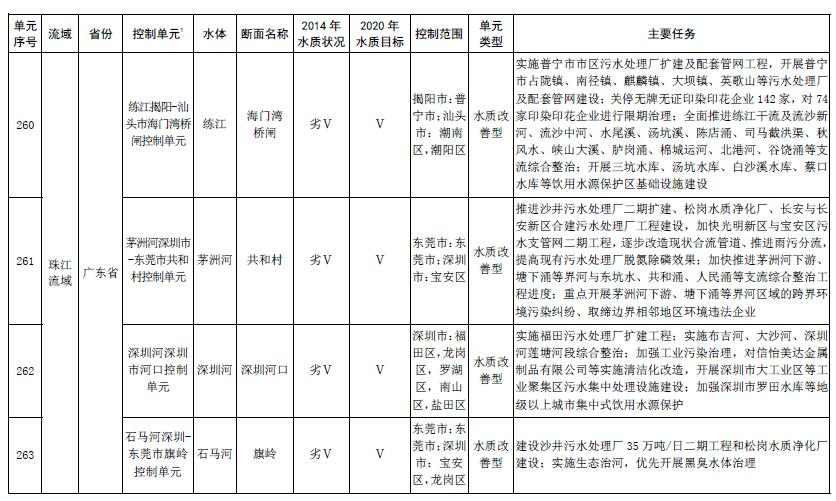 单元
序号
流域
省份
控制单元¹
水体
断面名称
2014 年
水质状况
2020 年
水质目标
控制范围
单元
类型
主要任务
珠江
流域
广东省
260
练江揭阳-汕
头市海门湾桥
闸控制单元
练江
海门湾
桥闸
劣Ⅴ
Ⅴ
揭阳市:普
宁市;汕头
市: 潮南
区,潮阳区
水质改
善型
实施普宁市市区污水处理厂扩建及配套管网工程，开展普宁
市占陇镇、南径镇、麒麟镇、大坝镇、英歌山等污水处理厂
及配套管网建设；关停无牌无证印染印花企业 142 家，对 74
家印染印花企业进行限期治理；全面推进练江干流及流沙新
河、流沙中河、水尾溪、汤坑溪、陈店涌、司马截洪渠、秋
风水、峡山大溪、胪岗涌、棉城运河、北港河、谷饶涌等支
流综合整治；开展三坑水库、汤坑水库、白沙溪水库、蔡口
水库等饮用水源保护区基础设施建设
261
茅洲河深圳市
-东莞市共和
村控制单元
茅洲河
共和村
劣Ⅴ
Ⅴ
东莞市:东
莞市;深圳
市:宝安区
水质改
善型
推进沙井污水处理厂二期扩建、松岗水质净化厂、长安与长
安新区合建污水处理厂工程建设，加快光明新区与宝安区污
水支管网二期工程，逐步改造现状合流管道、推进雨污分流，
提高现有污水处理厂脱氮除磷效果；加快推进茅洲河下游、
塘下涌等界河与东坑水、共和涌、人民涌等支流综合整治工
程进度；重点开展茅洲河下游、塘下涌等界河区域的跨界环
境污染纠纷、取缔边界相邻地区环境违法企业
262
深圳河深圳
市河口控制
单元
深圳河
深圳河口
劣Ⅴ
Ⅴ
深圳市:福
田区,龙岗
区，罗湖
区，南山
区,盐田区
水质改
善型
实施福田污水处理厂扩建工程；实施布吉河、大沙河、深圳
河莲塘河段综合整治；加强工业污染治理，对信怡美达金属
制品有限公司等实施清洁化改造，开展深圳市大工业区等工
业聚集区污水集中处理设施建设；加强深圳市罗田水库等地
级以上城市集中式饮用水源保护
263
石马河深圳-
东莞市旗岭
控制单元
石马河
旗岭
劣Ⅴ
Ⅴ
东莞市:东
莞市;深圳
市: 宝安
区,龙岗区
水质改
善型
建设沙井污水处理厂 35 万吨/日二期工程和松岗水质净化厂
建设；实施生态治河，优先开展黑臭水体治理